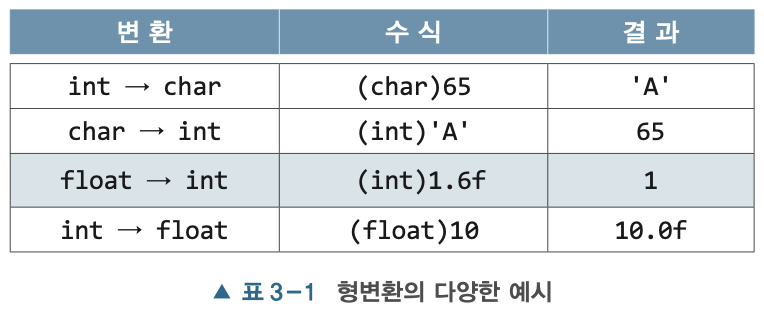 변 환 수 식 결 과
int → char (char)65 'A'
char → int (int)'A' 65
float → int (int)1.6f 1
int → float (float)10 10.0f
▲ 표 3-1 형변환의 다양한 예시